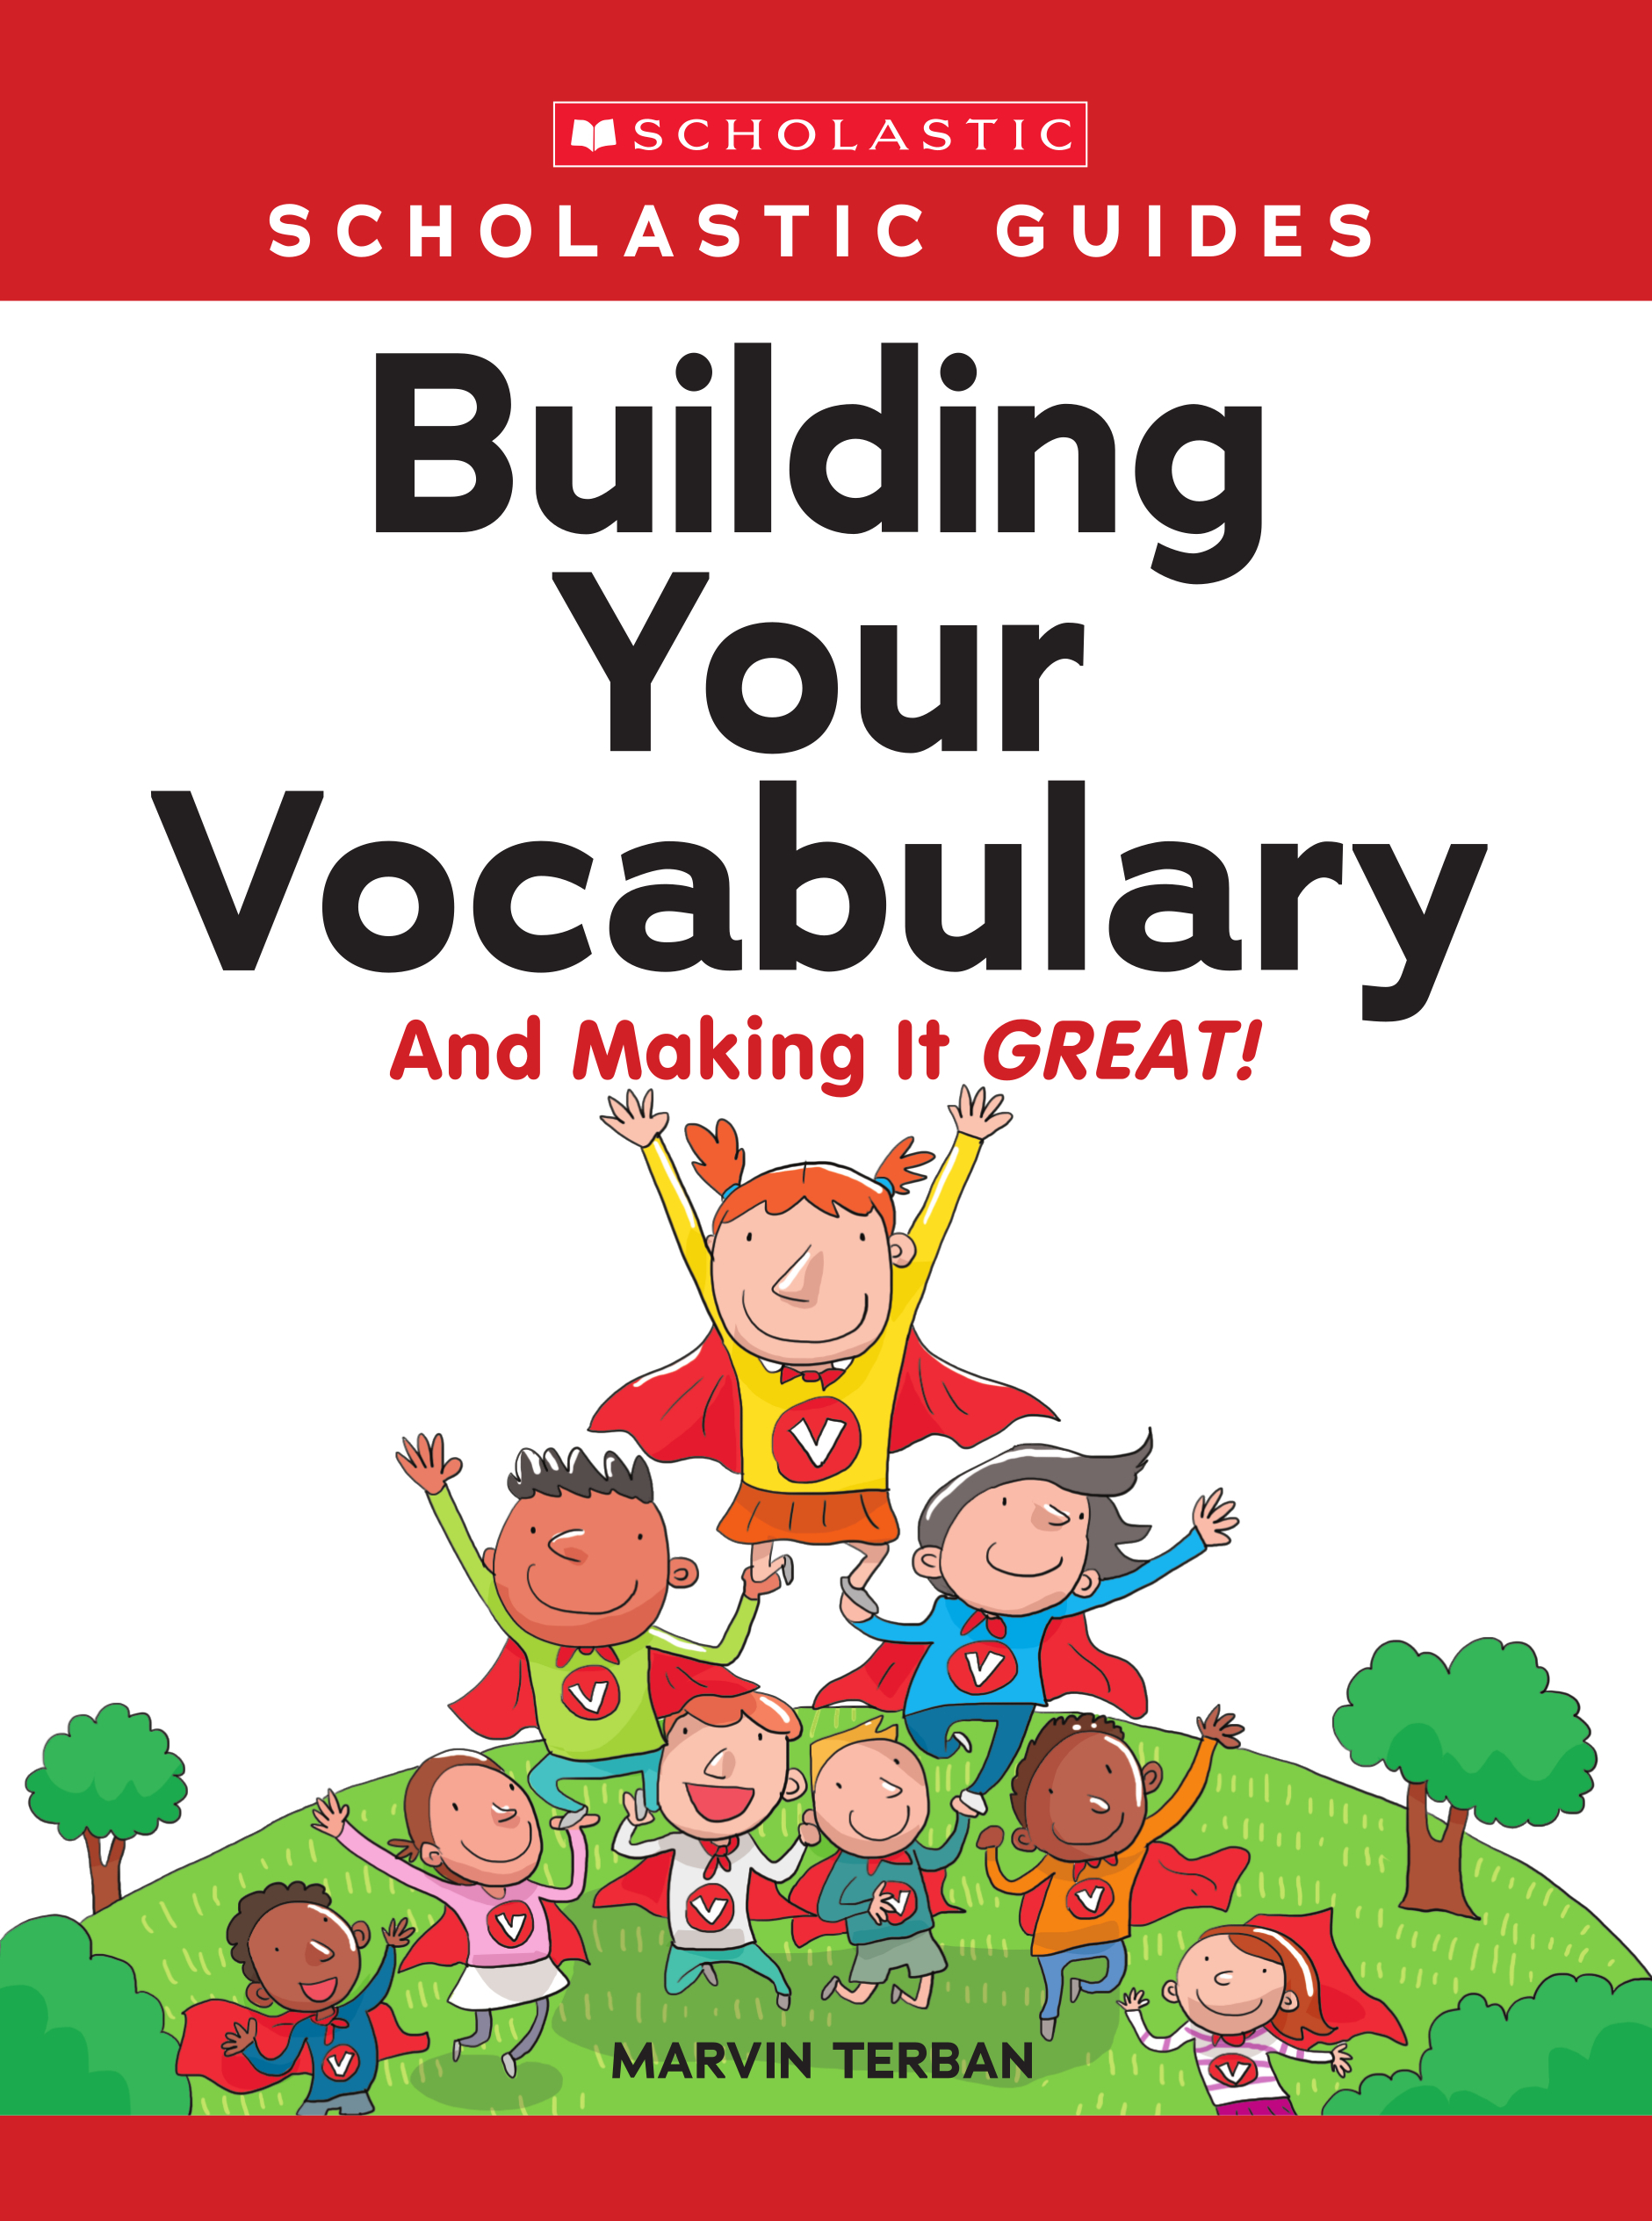 SCHOLASTIC
SCHOLASTIC GUIDES
Building
Your
Vocabulary
And Making It GREAT!
V
V
V
V
V
V
V
V
V
MARVIN TERBAN